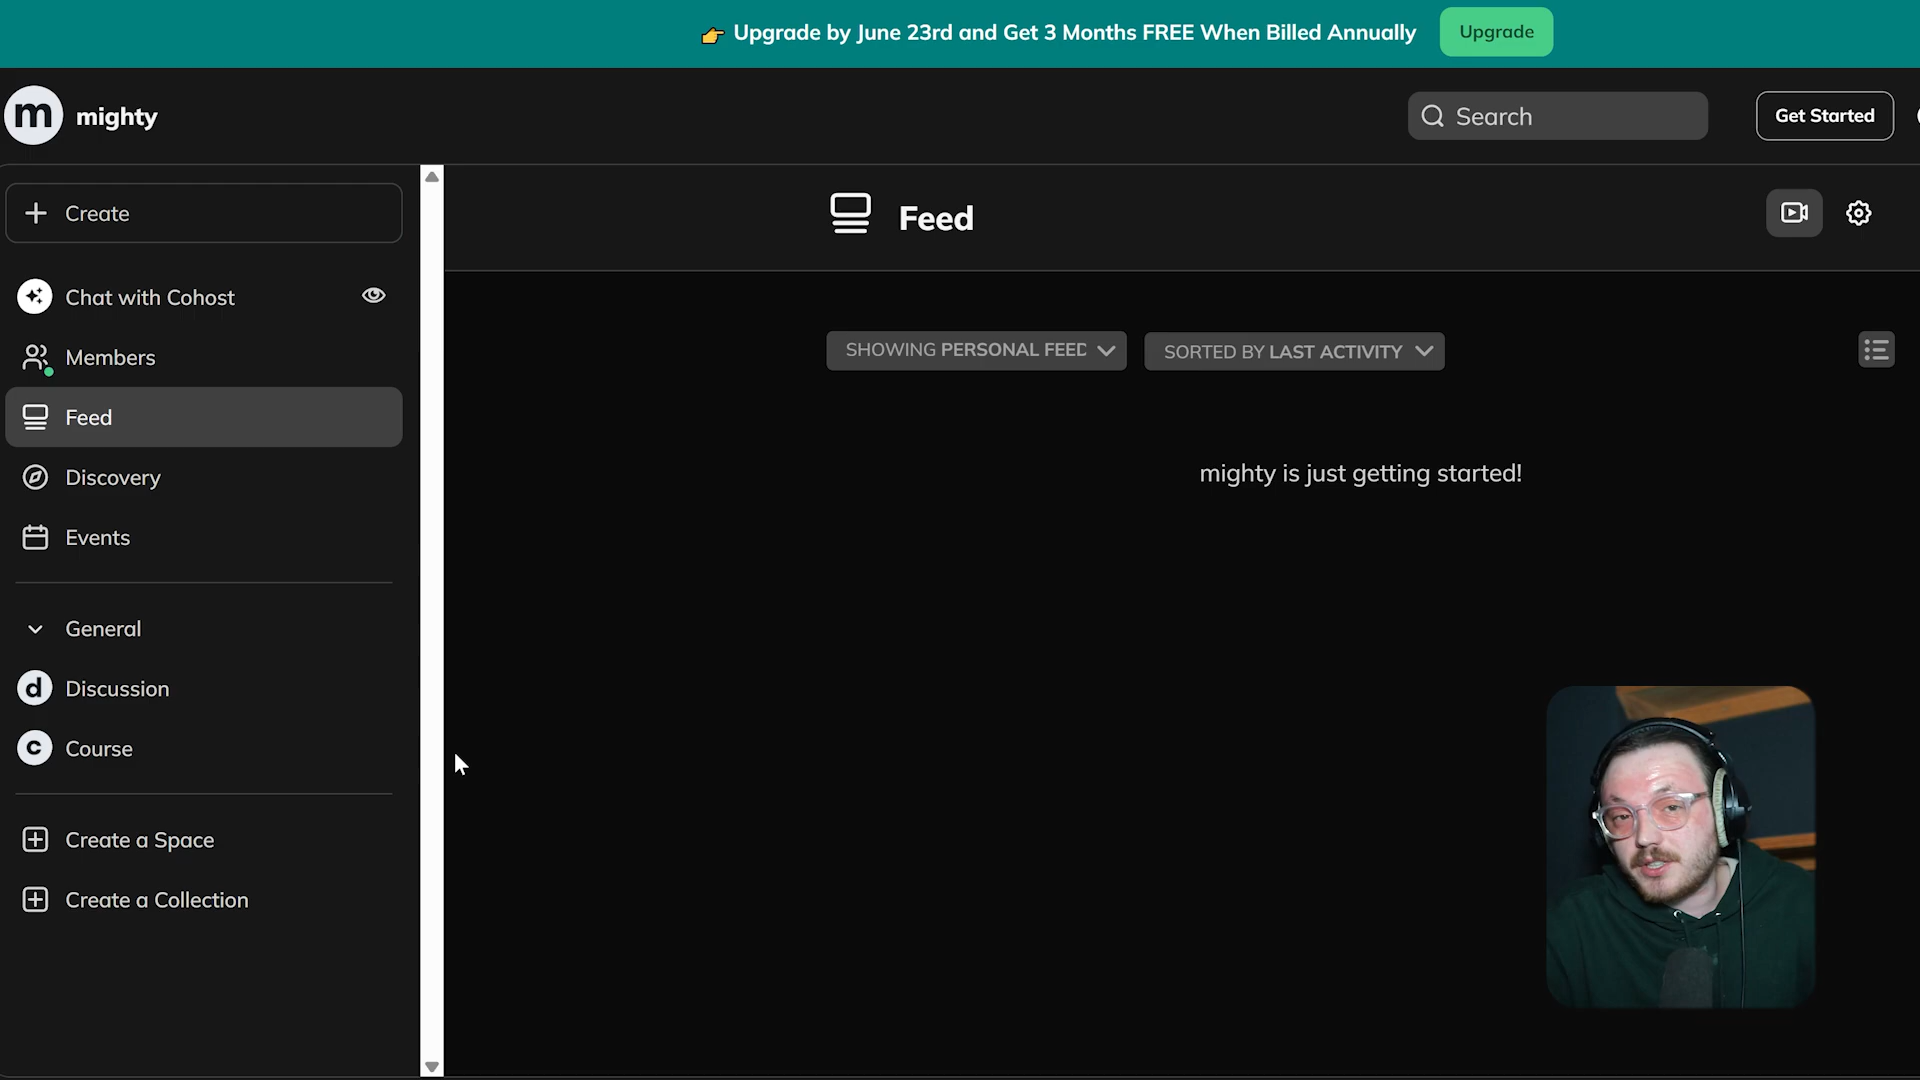 👉 Upgrade by June 23rd and Get 3 Months FREE When Billed Annually
Upgrade
m mighty
Search
Get Started
Create
Feed
Chat with Cohost
SHOWING PERSONAL FEED
SORTED BY LAST ACTIVITY
Members
Feed
mighty is just getting started!
Discovery
Events
General
d Discussion
c Course
Create a Space
Create a Collection